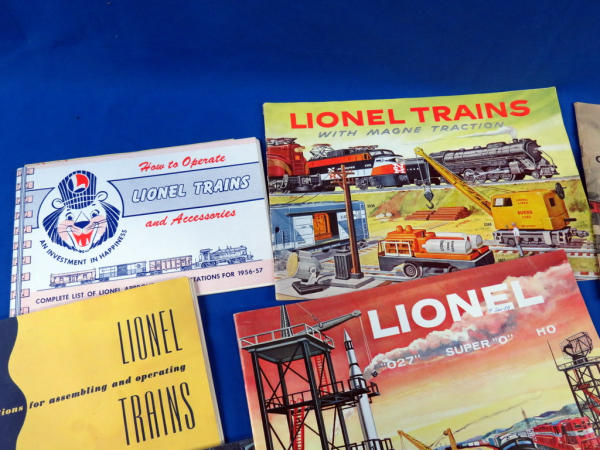 How to Operate
LIONEL TRAINS
and Accessories
AN INVESTMENT IN HAPPINESS
COMPLETE LIST OF LIONEL STATIONS FOR 1956-57
LIONEL TRAINS
WITH MAGNE TRACTION
LIONEL
for assembling and operating
TRAINS
LIONEL
"027" SUPER "O" HO